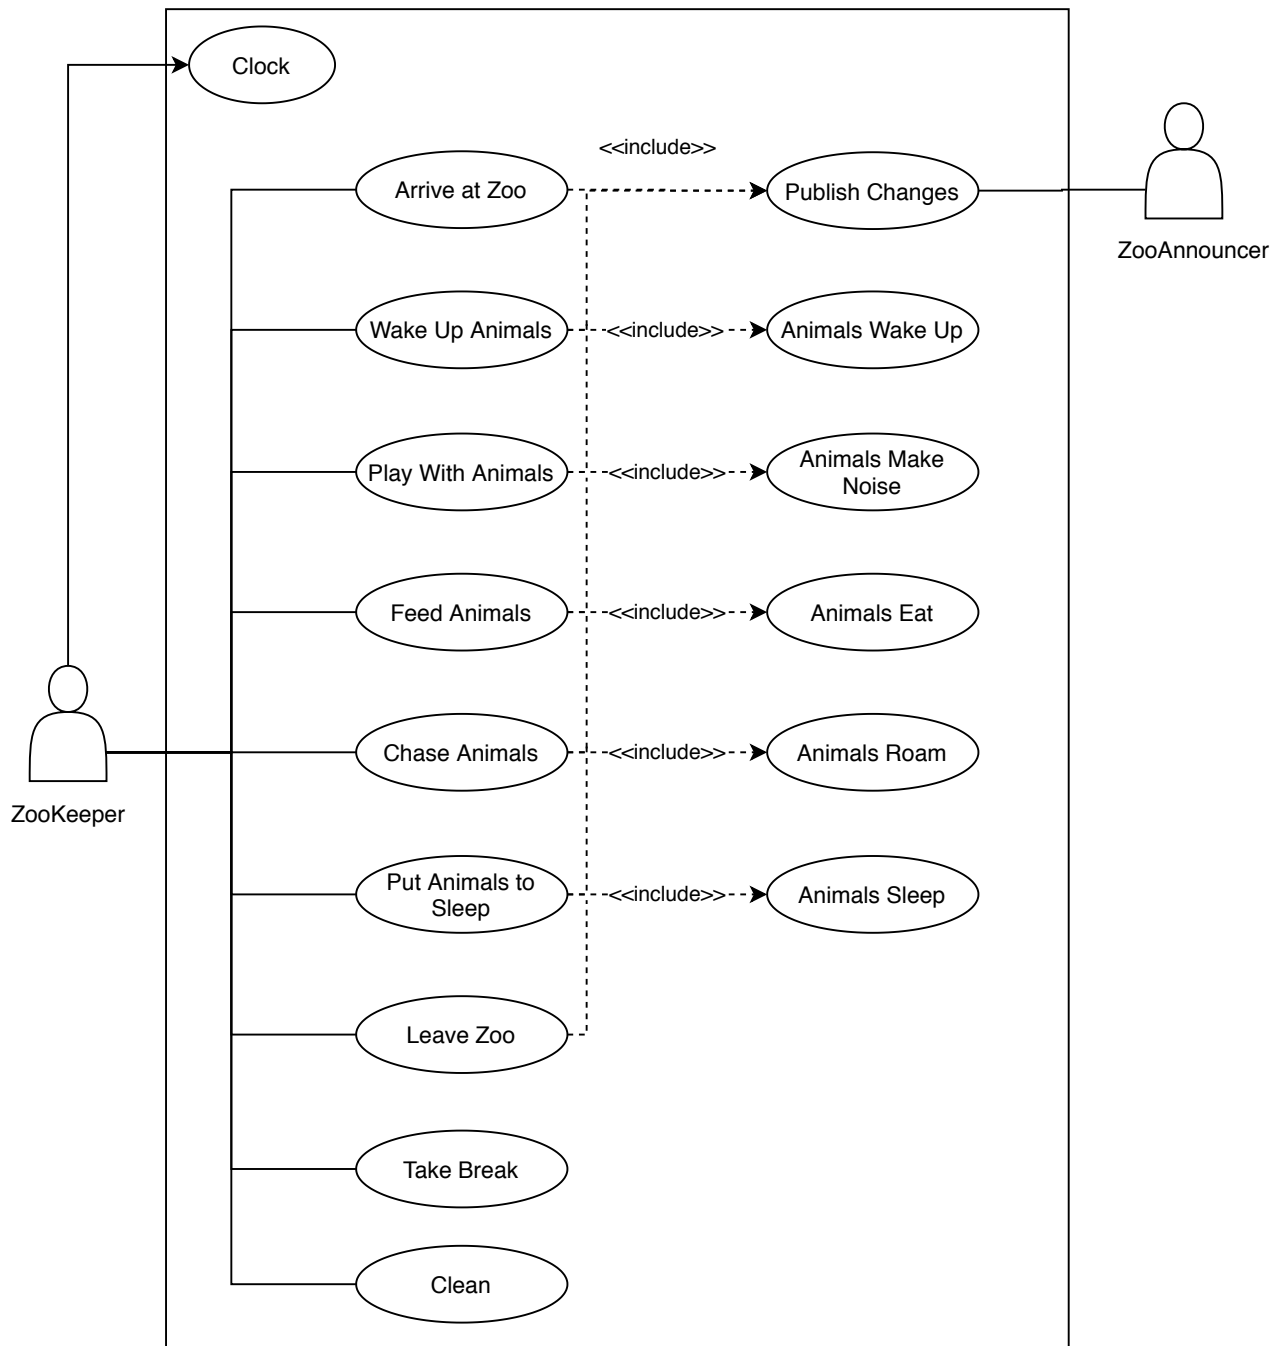 Clock
<<include>>
Arrive at Zoo
Publish Changes
ZooAnnouncer
Wake Up Animals
<<include>>
Animals Wake Up
Play With Animals
<<include>>
Animals Make
Noise
Feed Animals
<<include>>
Animals Eat
Chase Animals
<<include>>
Animals Roam
ZooKeeper
Put Animals to
Sleep
<<include>>
Animals Sleep
Leave Zoo
Take Break
Clean